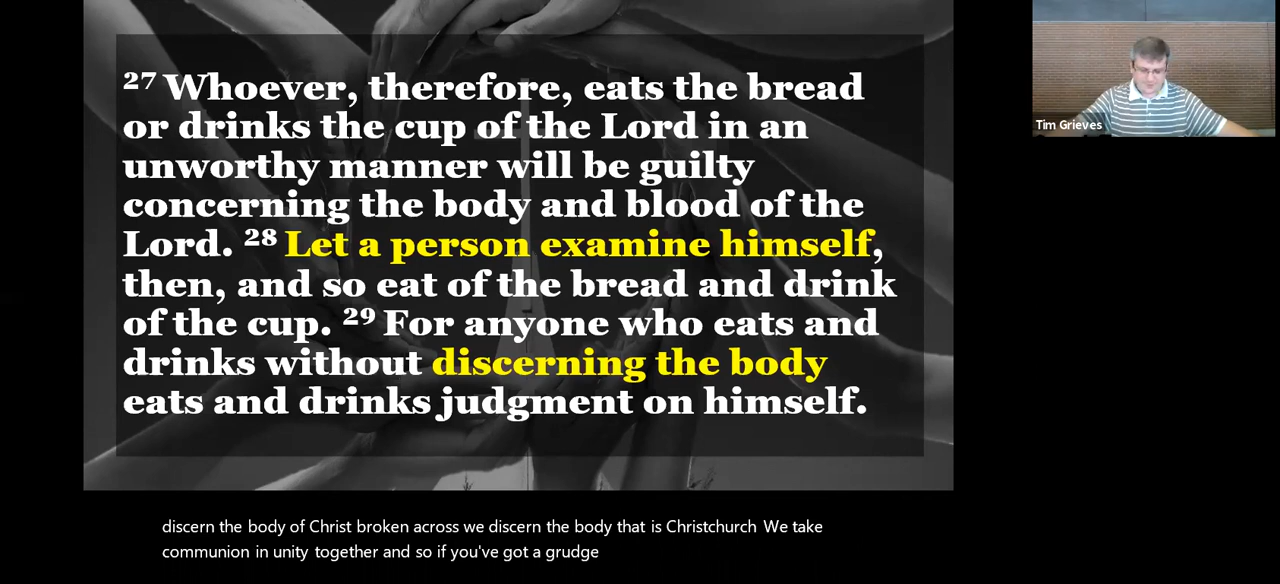 27 Whoever, therefore, eats the bread
or drinks the cup of the Lord in an
unworthy manner will be guilty
concerning the body and blood of the
Lord. 28 Let a person examine himself,
then, and so eat of the bread and drink
of the cup. 29 For anyone who eats and
drinks without discerning the body
eats and drinks judgment on himself.
Tim Grieves
discern the body of Christ broken across we discern the body that is Christchurch We take
communion in unity together and so if you've got a grudge